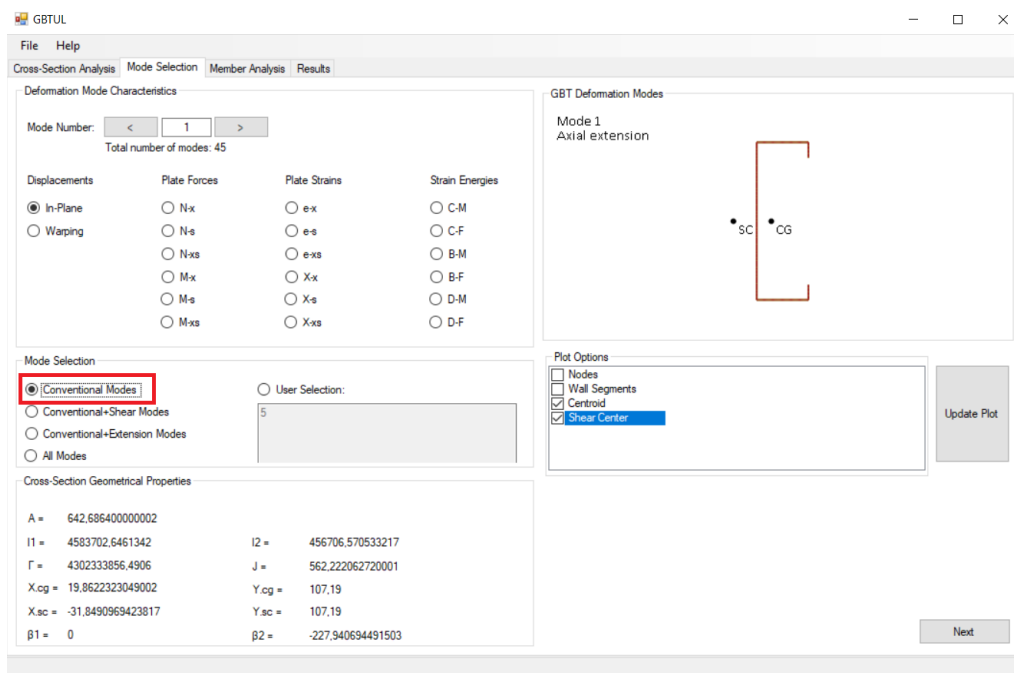 GBTUL
File Help
Cross-Section Analysis Mode Selection Member Analysis Results
Deformation Mode Characteristics
Mode Number: < 1 >
Total number of modes: 45
Displacements Plate Forces Plate Strains Strain Energies
In-Plane N-x e-x C-M
Warping N-s e-s C-F
N-xs e-xs B-M
M-x X-x B-F
M-s X-s D-M
M-xs X-xs D-F
GBT Deformation Modes
Mode 1
Axial extension
SC CG
Mode Selection
Conventional Modes User Selection:
Conventional+Shear Modes 5
Conventional+Extension Modes
All Modes
Plot Options
Nodes
Wall Segments
Centroid
Shear Center
Update Plot
Cross-Section Geometrical Properties
A = 642,686400000002
I1 = 4583702,6461342 I2 = 456706,570533217
Γ = 4302333856,4906 J = 562,222062720001
X.cg = 19,8622323049002 Y.cg = 107,19
X.sc = -31,8490969423817 Y.sc = 107,19
β1 = 0 β2 = -227,940694491503
Next